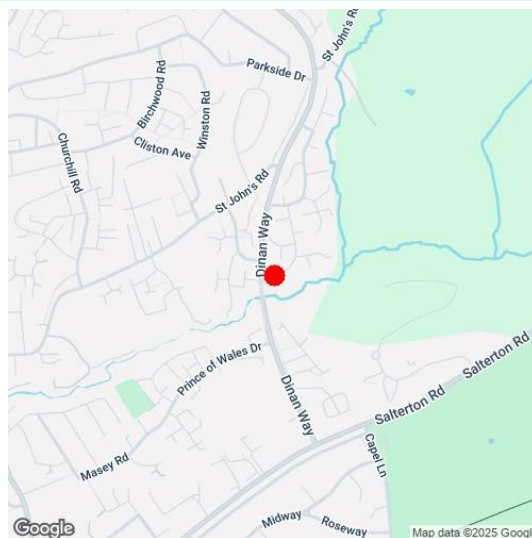 St John's Rd
Parkside Dr
Birchwood Rd
Winston Rd
Cliston Ave
Churchill Rd
St John's Rd
Dinan Way
Prince of Wales Dr
Dinan Way
Salterton Rd
Salterton Rd
Capel Ln
Masey Rd
Midway
Roseway
Google
Map data ©2025 Google